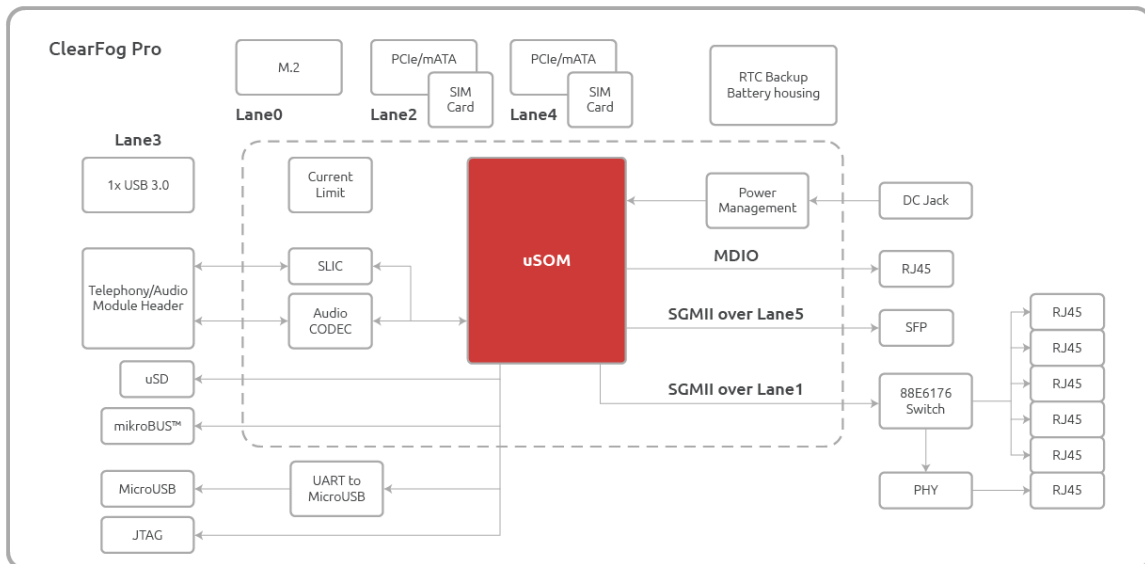 ClearFog Pro
M.2
PCIe/mATA
SIM
Card
PCIe/mATA
SIM
Card
RTC Backup
Battery housing
Lane0
Lane2
Lane4
Lane3
1x USB 3.0
Current
Limit
uSOM
Power
Management
DC Jack
MDIO
RJ45
Telephony/Audio
Module Header
SLIC
Audio
CODEC
SGMII over Lane5
SFP
RJ45
RJ45
RJ45
RJ45
RJ45
RJ45
uSD
mikroBUS™
SGMII over Lane1
88E6176
Switch
MicroUSB
UART to
MicroUSB
PHY
JTAG